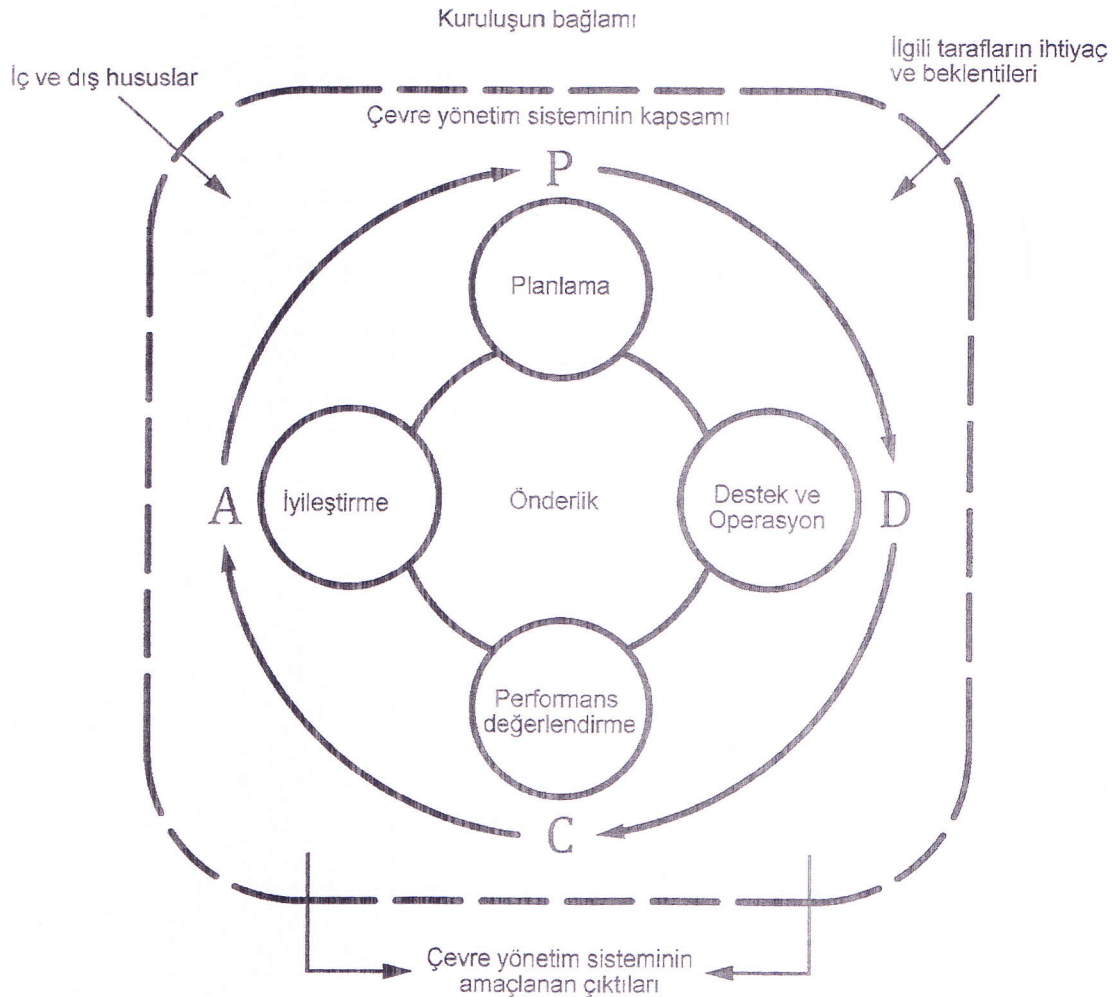 Kuruluşun bağlamı
İç ve dış hususlar
İlgili tarafların ihtiyaç
ve beklentileri
Çevre yönetim sisteminin kapsamı
P
Planlama
A
İyileştirme
Önderlik
Destek ve
Operasyon
D
Performans
değerlendirme
C
Çevre yönetim sisteminin
amaçlanan çıktıları